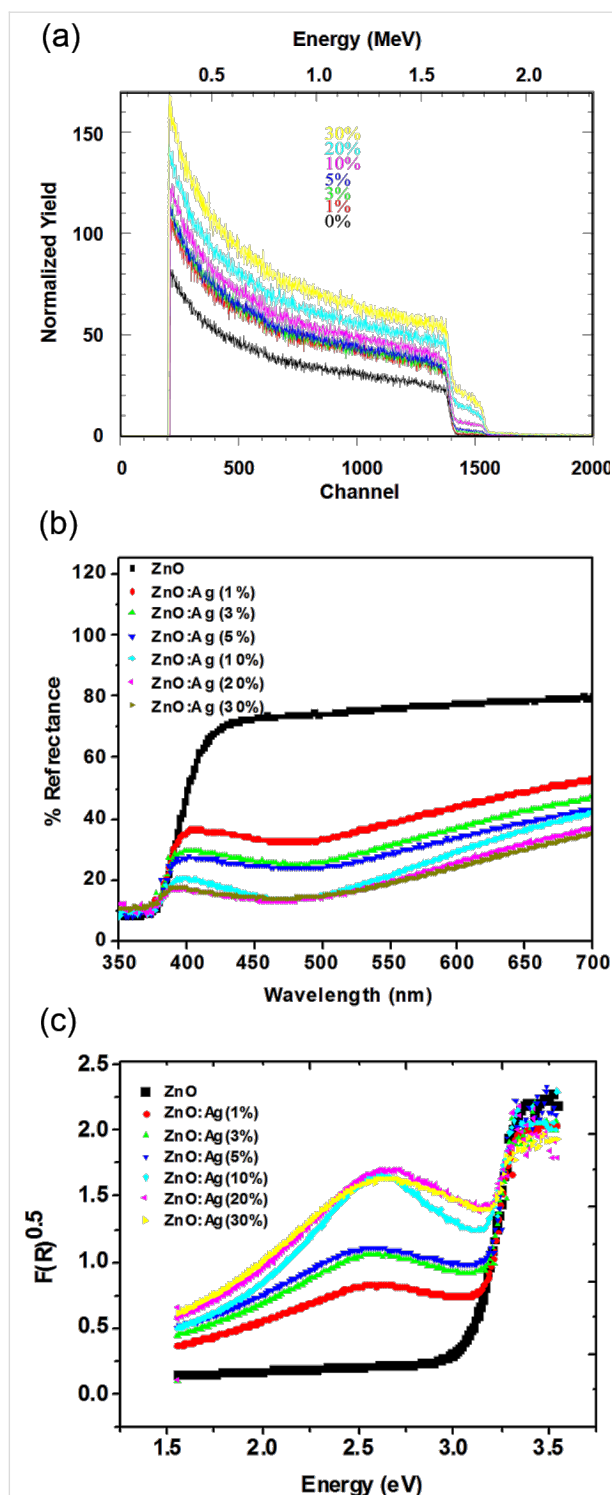 (a)
Energy (MeV)
0.5 1.0 1.5 2.0
Normalized Yield
150
100
50
0
30%
20%
10%
5%
3%
1%
0%
0 500 1000 1500 2000
Channel
(b)
% Refrectance
120
100
80
60
40
20
0
ZnO
ZnO:Ag (1%)
ZnO:Ag (3%)
ZnO:Ag (5%)
ZnO:Ag (10%)
ZnO:Ag (20%)
ZnO:Ag (30%)
350 400 450 500 550 600 650 700
Wavelength (nm)
(c)
F(R)0.5
2.5
2.0
1.5
1.0
0.5
0.0
ZnO
ZnO:Ag(1%)
ZnO:Ag(3%)
ZnO:Ag(5%)
ZnO:Ag(10%)
ZnO:Ag(20%)
ZnO:Ag(30%)
1.5 2.0 2.5 3.0 3.5
Energy (eV)